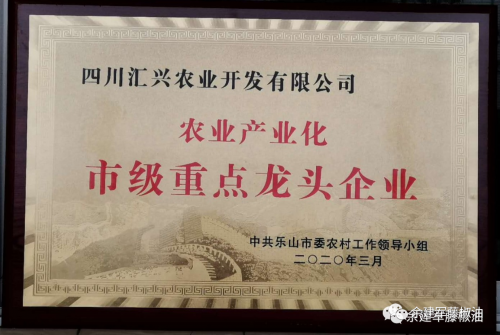 四川汇兴农业开发有限公司
农业产业化
市级重点龙头企业
中共乐山市委农村工作领导小组
二〇二〇年三月
余建军藤椒油